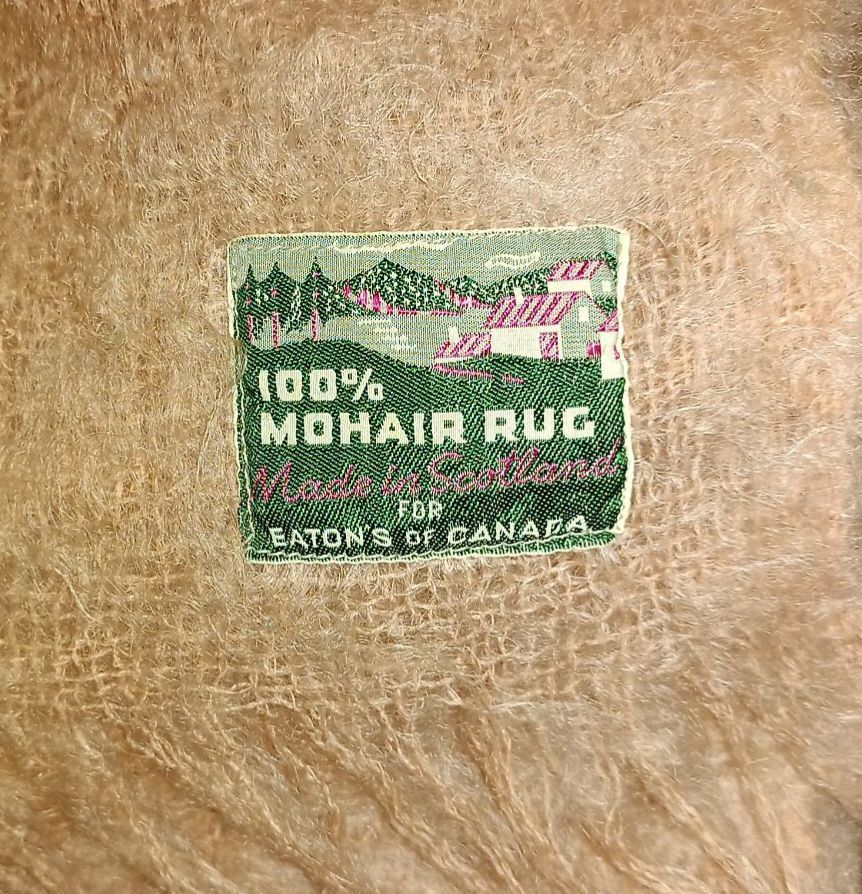 100%
MOHAIR RUG
Made in Scotland
FOR
EATON'S OF CANADA